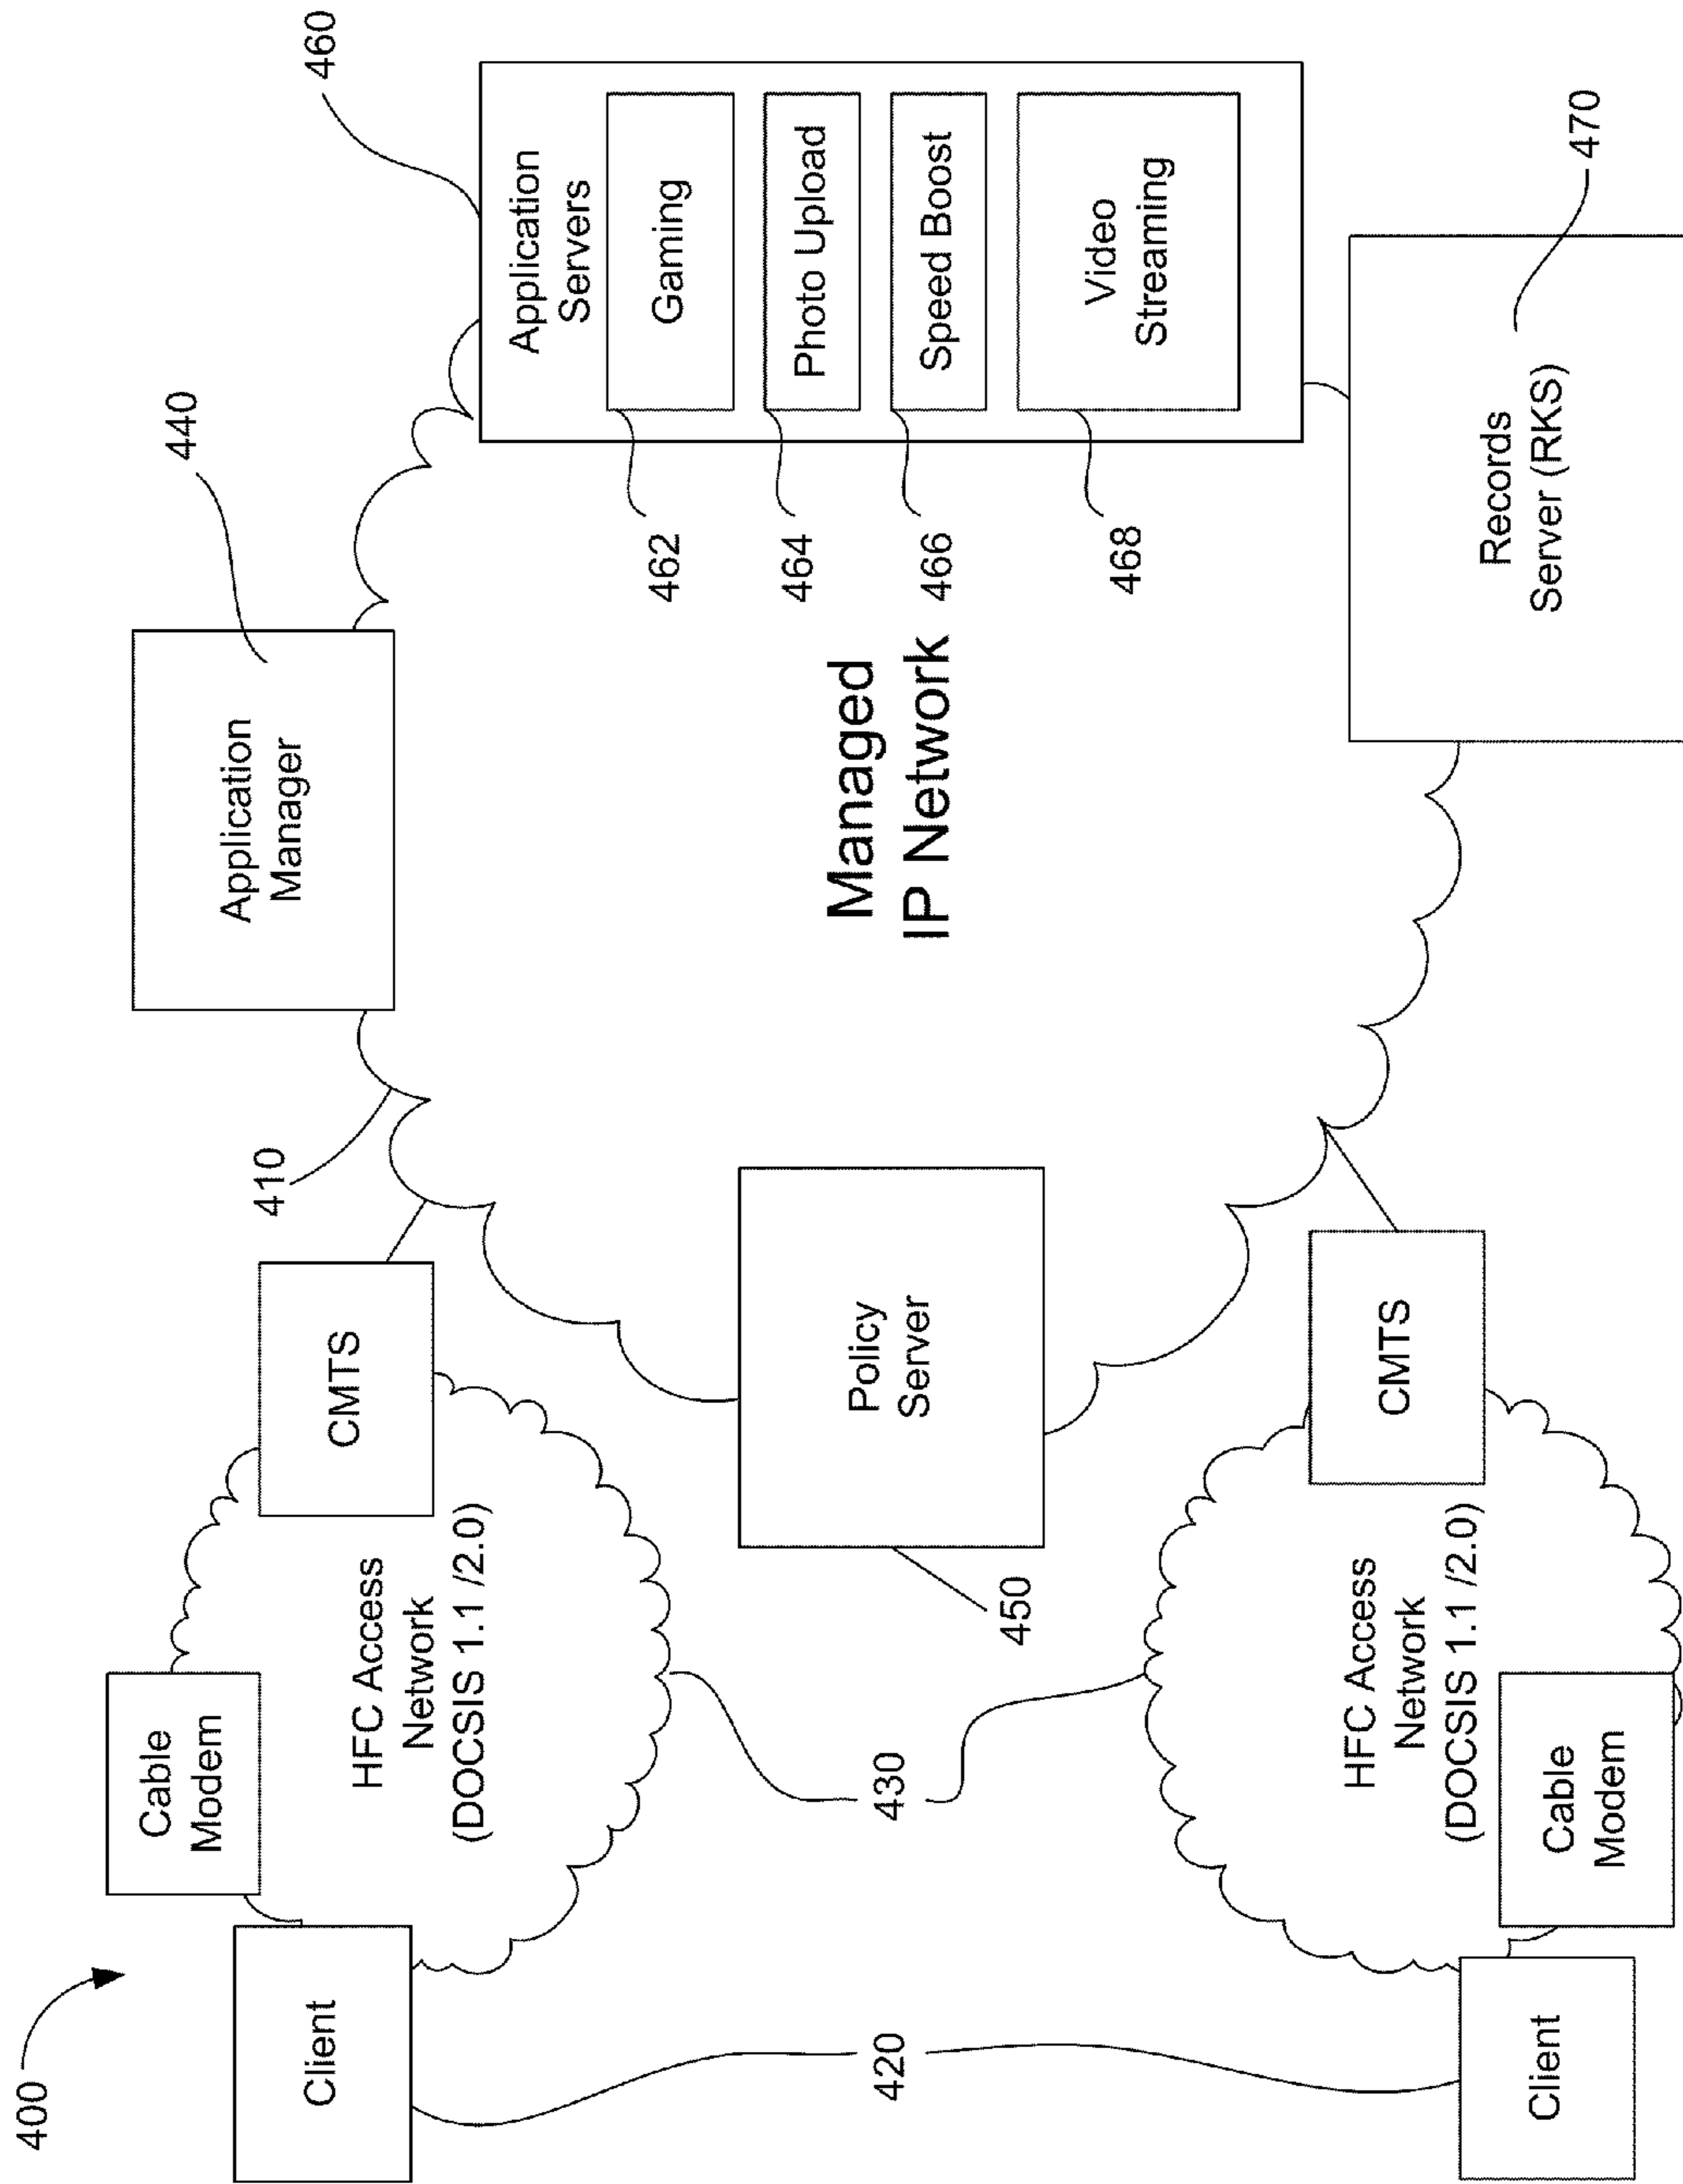 400
Client
Cable
Modem
HFC Access
Network
(DOCSIS 1.1 /2.0)
CMTS
410
Application
Manager
440
460
Application
Servers
Gaming
Photo Upload
Speed Boost
Video
Streaming
462
464
466
468
Managed
IP Network
Policy
Server
450
420
430
Client
Cable
Modem
HFC Access
Network
(DOCSIS 1.1 /2.0)
CMTS
Records
Server (RKS)
470